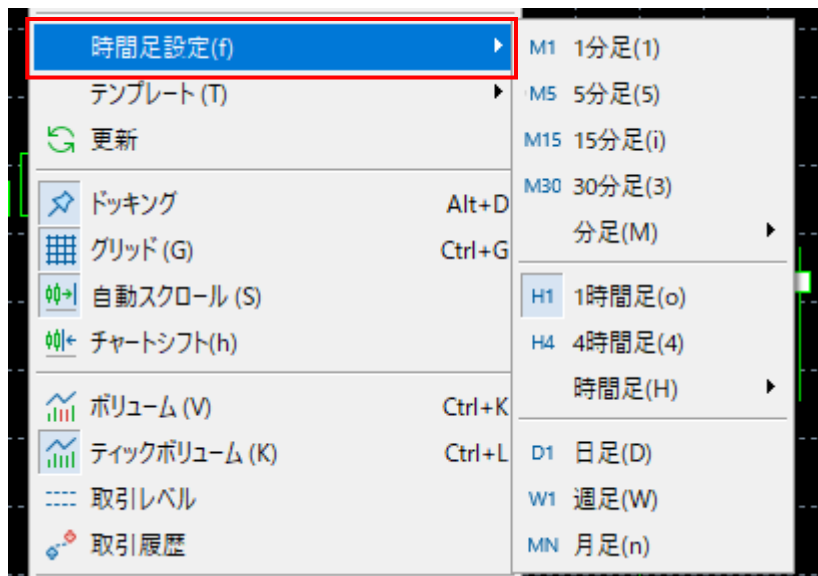 時間足設定(f)
テンプレート (T)
更新
ドッキング Alt+D
グリッド (G) Ctrl+G
自動スクロール (S)
チャートシフト(h)
ボリューム (V) Ctrl+K
ティックボリューム (K) Ctrl+L
取引レベル
取引履歴
M1 1分足(1)
M5 5分足(5)
M15 15分足(i)
M30 30分足(3)
分足(M)
H1 1時間足(o)
H4 4時間足(4)
時間足(H)
D1 日足(D)
W1 週足(W)
MN 月足(n)